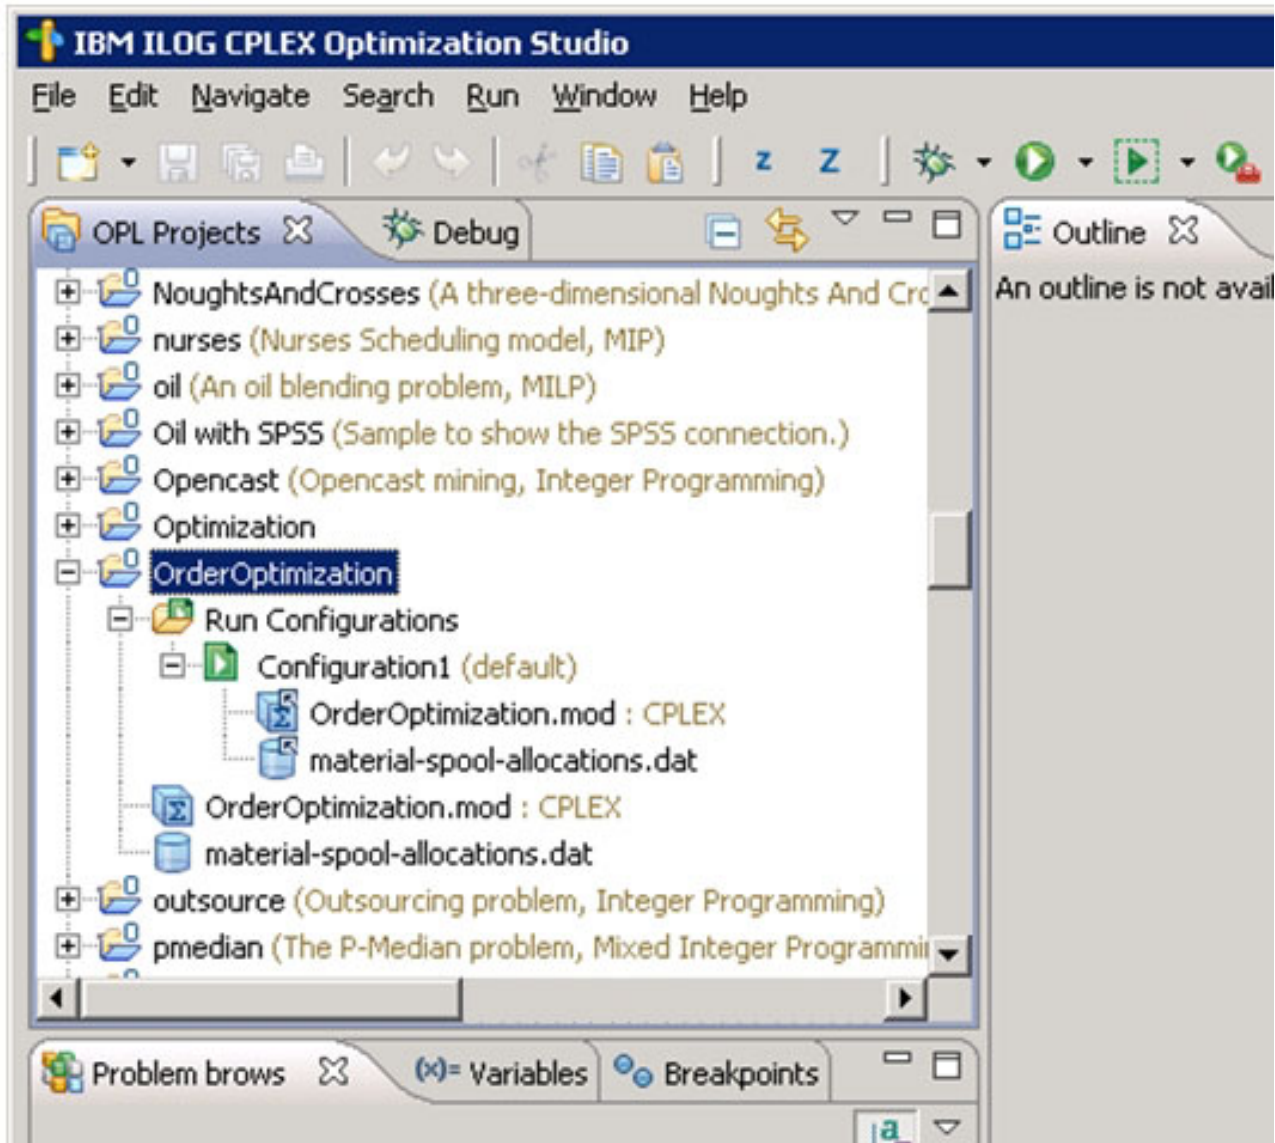 IBM ILOG CPLEX Optimization Studio
File Edit Navigate Search Run Window Help
z Z
OPL Projects Debug Outline
NoughtsAndCrosses (A three-dimensional Noughts And Crc
An outline is not avail
nurses (Nurses Scheduling model, MIP)
oil (An oil blending problem, MILP)
Oil with SPSS (Sample to show the SPSS connection.)
Opencast (Opencast mining, Integer Programming)
Optimization
OrderOptimization
Run Configurations
Configuration1 (default)
OrderOptimization.mod : CPLEX
material-spool-allocations.dat
OrderOptimization.mod : CPLEX
material-spool-allocations.dat
outsource (Outsourcing problem, Integer Programming)
pmedian (The P-Median problem, Mixed Integer Programmi
Problem brows (x)= Variables Breakpoints
a